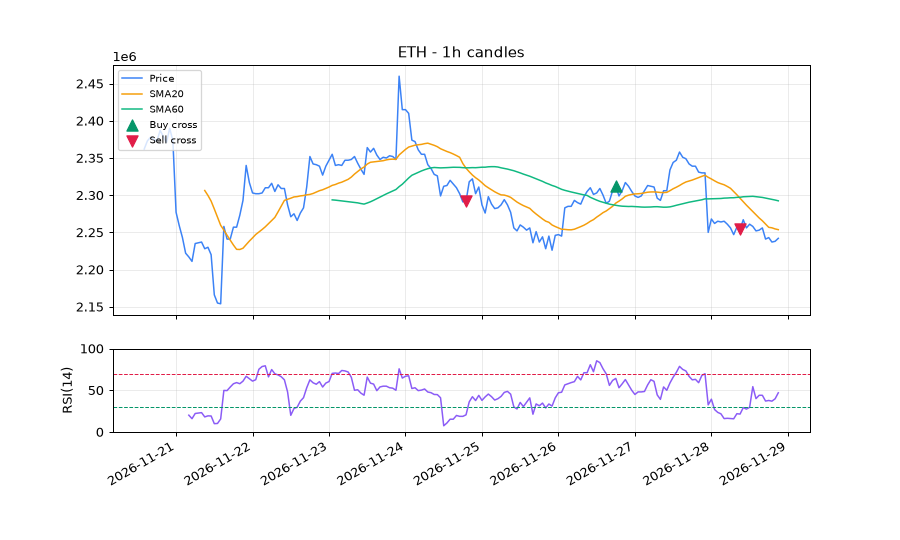 ETH - 1h candles
1e6
Price
SMA20
SMA60
Buy cross
Sell cross
2.45
2.40
2.35
2.30
2.25
2.20
2.15
RSI(14)
100
50
0
2026-11-21
2026-11-22
2026-11-23
2026-11-24
2026-11-25
2026-11-26
2026-11-27
2026-11-28
2026-11-29